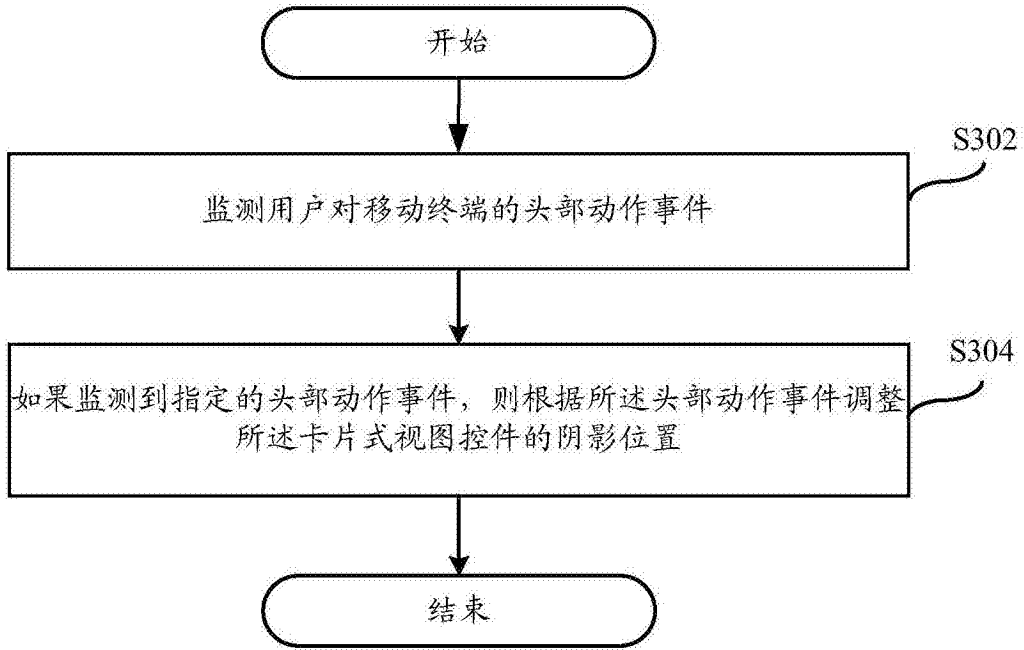 开始
S302
监测用户对移动终端的头部动作事件
S304
如果监测到指定的头部动作事件，则根据所述头部动作事件调整
所述卡片式视图控件的阴影位置
结束